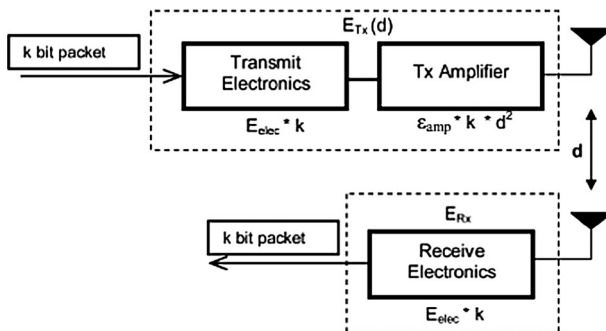 E_Tx (d)
k bit packet
Transmit
Electronics
Tx Amplifier
E_elec * k
ε_amp * k * d²
d
E_Rx
k bit packet
Receive
Electronics
E_elec * k